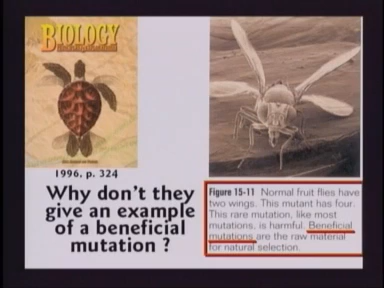 BIOLOGY
1996, p. 324
Why don't they
give an example
of a beneficial
mutation ?
Figure 15-11 Normal fruit flies have
two wings. This mutant has four.
This rare mutation, like most
mutations, is harmful. Beneficial
mutations are the raw material
for natural selection.